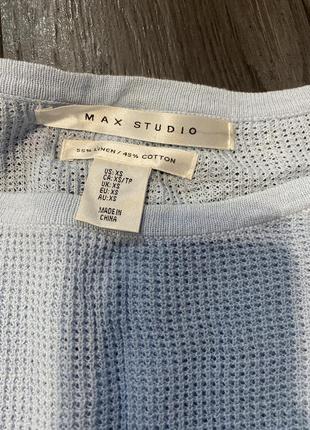 MAX STUDIO
55% LINEN / 45% COTTON
US: XS
CA: XS/TP
UK: XS
EU: XS
AU: XS
MADE IN
CHINA